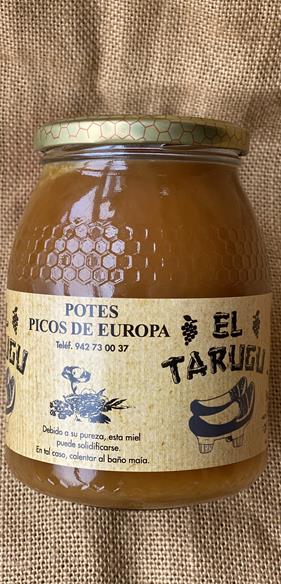 POTES
PICOS DE EUROPA
Teléf. 942 73 00 37
Debido a su pureza, esta miel
puede solidificarse.
En tal caso, calentar al baño maía.
EL
TARUGU
UGU